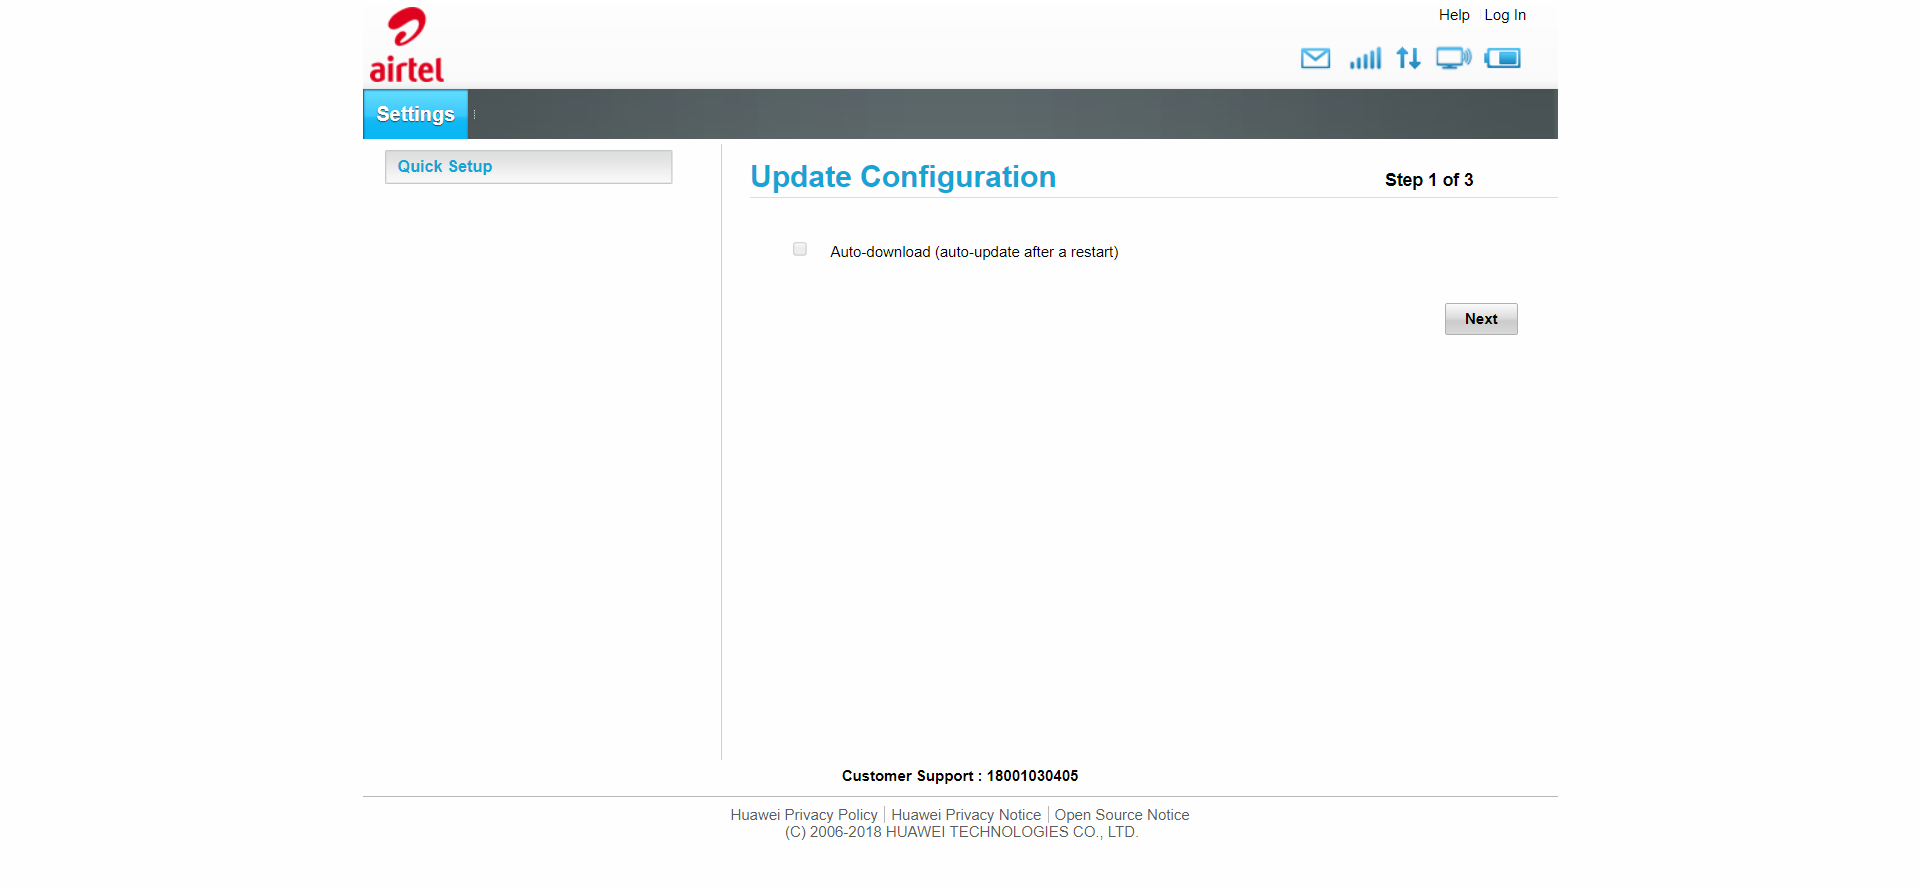 Help Log In
airtel
Settings
Quick Setup
Update Configuration
Step 1 of 3
Auto-download (auto-update after a restart)
Next
Customer Support : 18001030405
Huawei Privacy Policy Huawei Privacy Notice Open Source Notice
(C) 2006-2018 HUAWEI TECHNOLOGIES CO., LTD.